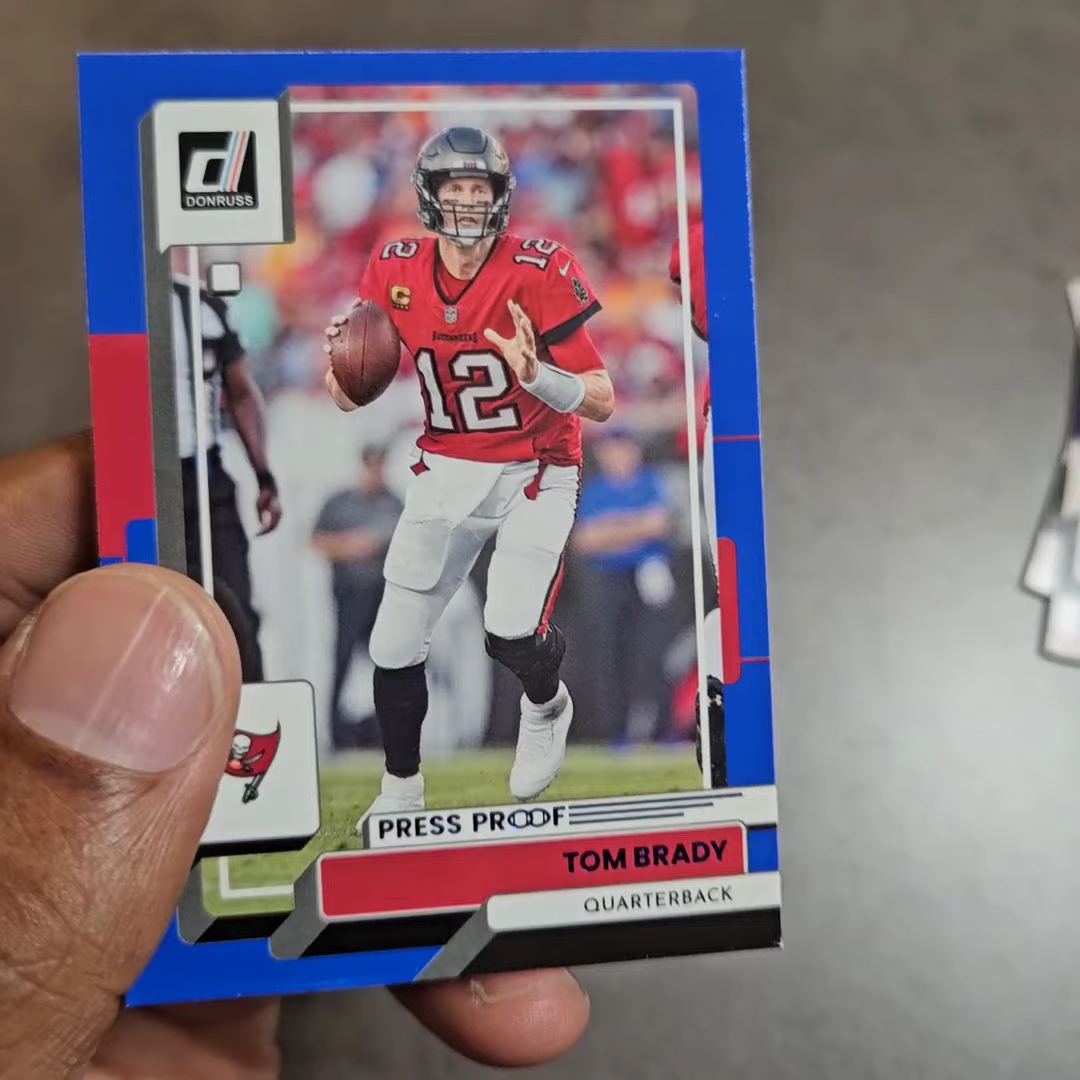 DONRUSS
12
12
C
BUCCANEERS
12
PRESS PROOF
TOM BRADY
QUARTERBACK